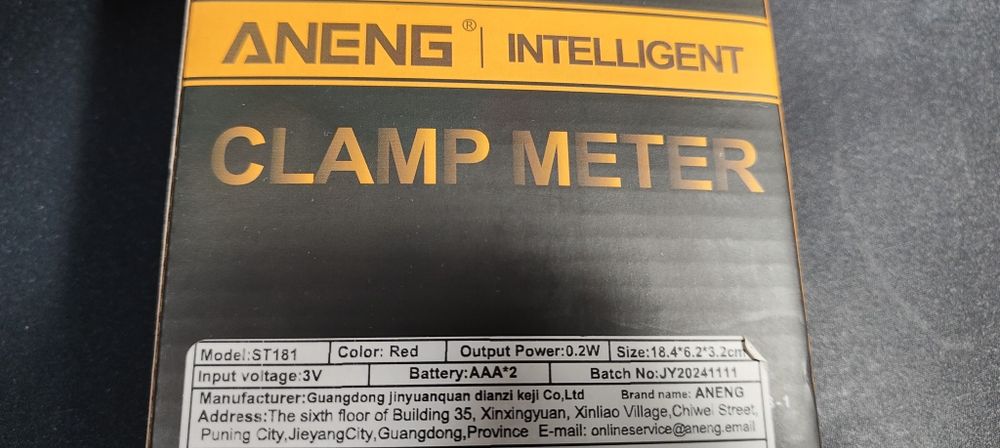 ANENG® | INTELLIGENT
CLAMP METER
Model:ST181 Color: Red Output Power:0.2W Size:18.4*6.2*3.2cm
Input voltage:3V Battery:AAA*2 Batch No:JY20241111
Manufacturer:Guangdong jinyuanquan dianzi keji Co,Ltd Brand name: ANENG
Address:The sixth floor of Building 35, Xinxingyuan, Xinliao Village,Chiwei Street,
Puning City,JieyangCity,Guangdong,Province E-mail: onlineservice@aneng.email